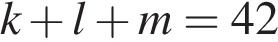 k + l + m = 42